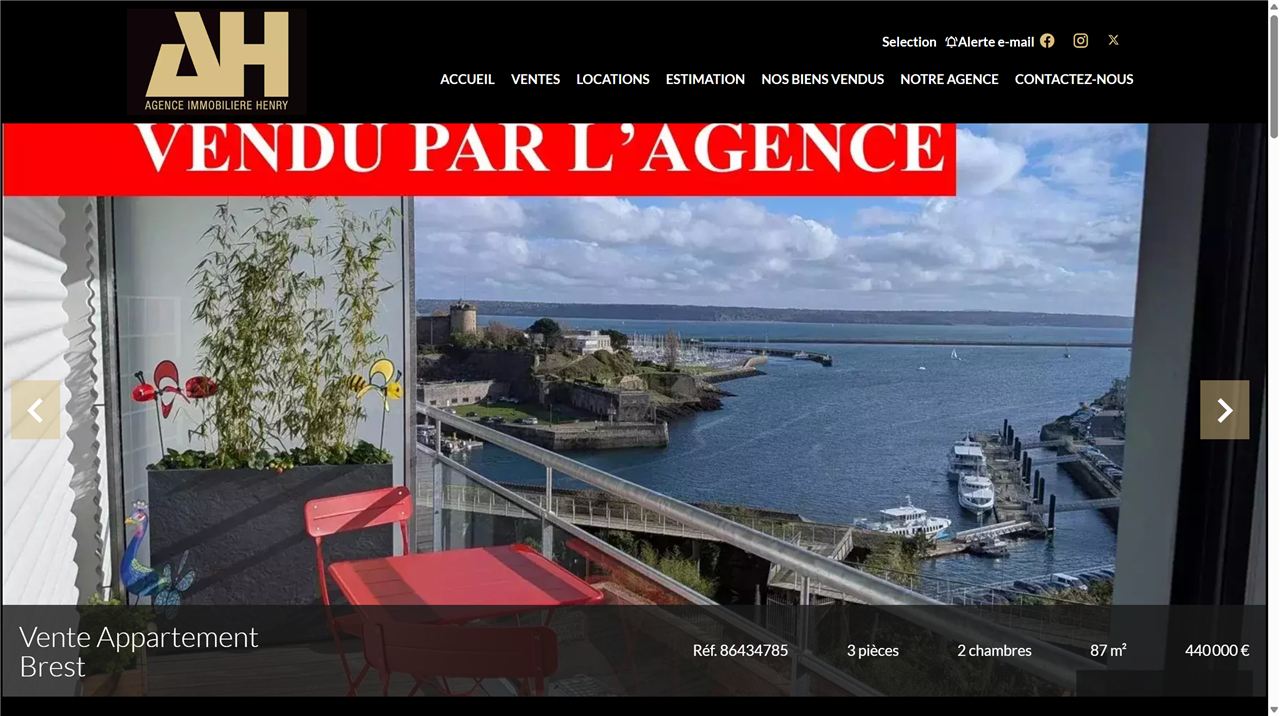 AH
AGENCE IMMOBILIERE HENRY
Selection Alerte e-mail
ACCUEIL VENTES LOCATIONS ESTIMATION NOS BIENS VENDUS NOTRE AGENCE CONTACTEZ-NOUS
VENDU PAR L’AGENCE
Vente Appartement
Brest
Réf. 86434785 3 pièces 2 chambres 87 m² 440 000 €